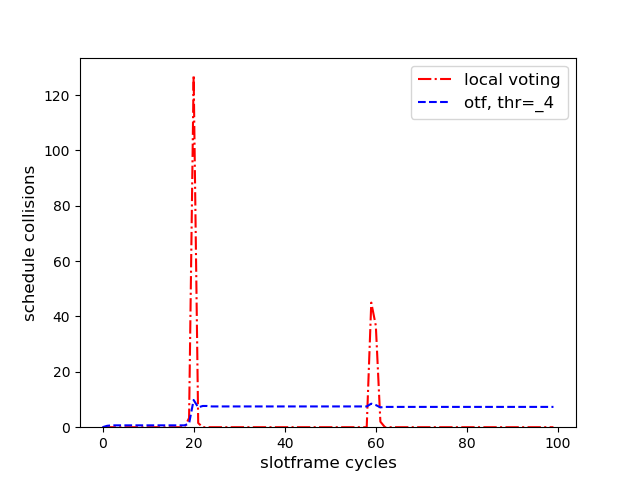 local voting
otf, thr=_4
schedule collisions
120
100
80
60
40
20
0
0 20 40 60 80 100
slotframe cycles